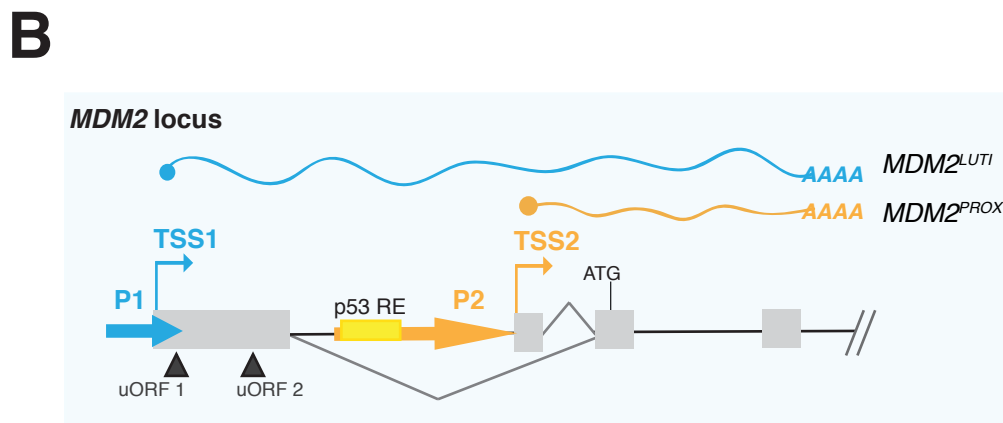 B
MDM2 locus
AAAA MDM2LUTI
AAAA MDM2PROX
TSS1
TSS2
ATG
P1
p53 RE
P2
uORF 1
uORF 2